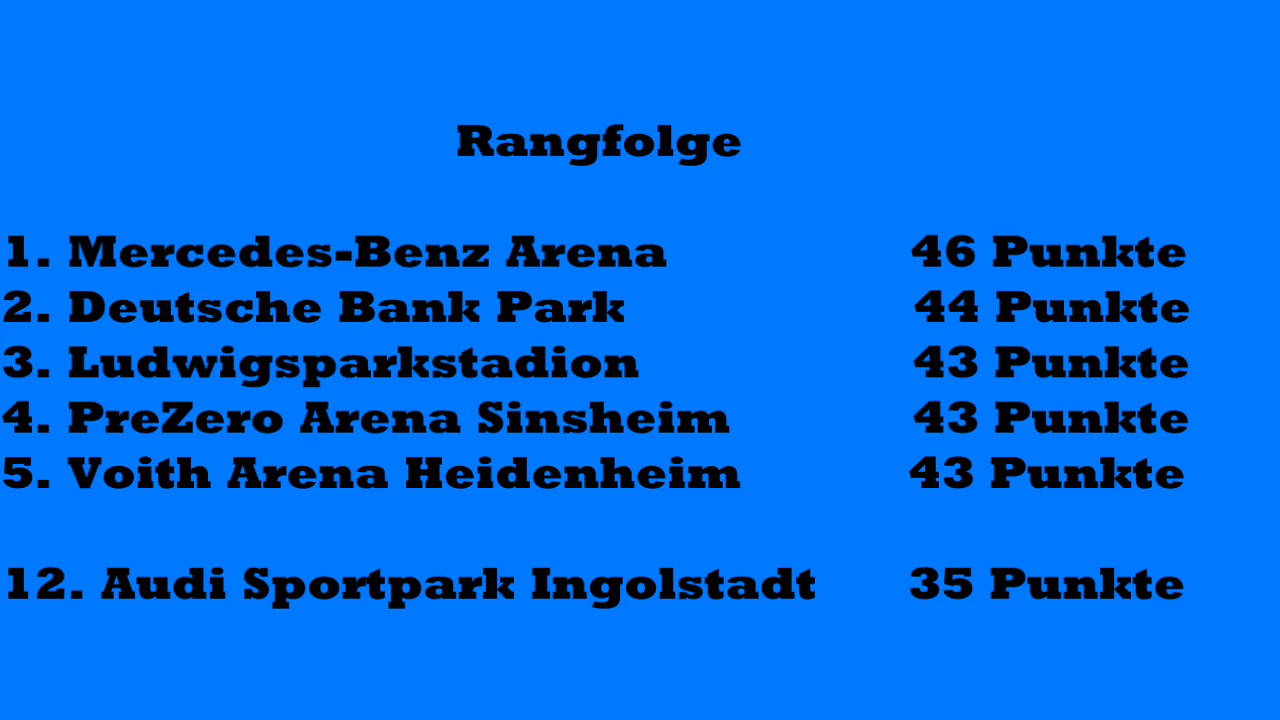 Rangfolge
1. Mercedes-Benz Arena 46 Punkte
2. Deutsche Bank Park 44 Punkte
3. Ludwigsparkstadion 43 Punkte
4. PreZero Arena Sinsheim 43 Punkte
5. Voith Arena Heidenheim 43 Punkte
12. Audi Sportpark Ingolstadt 35 Punkte